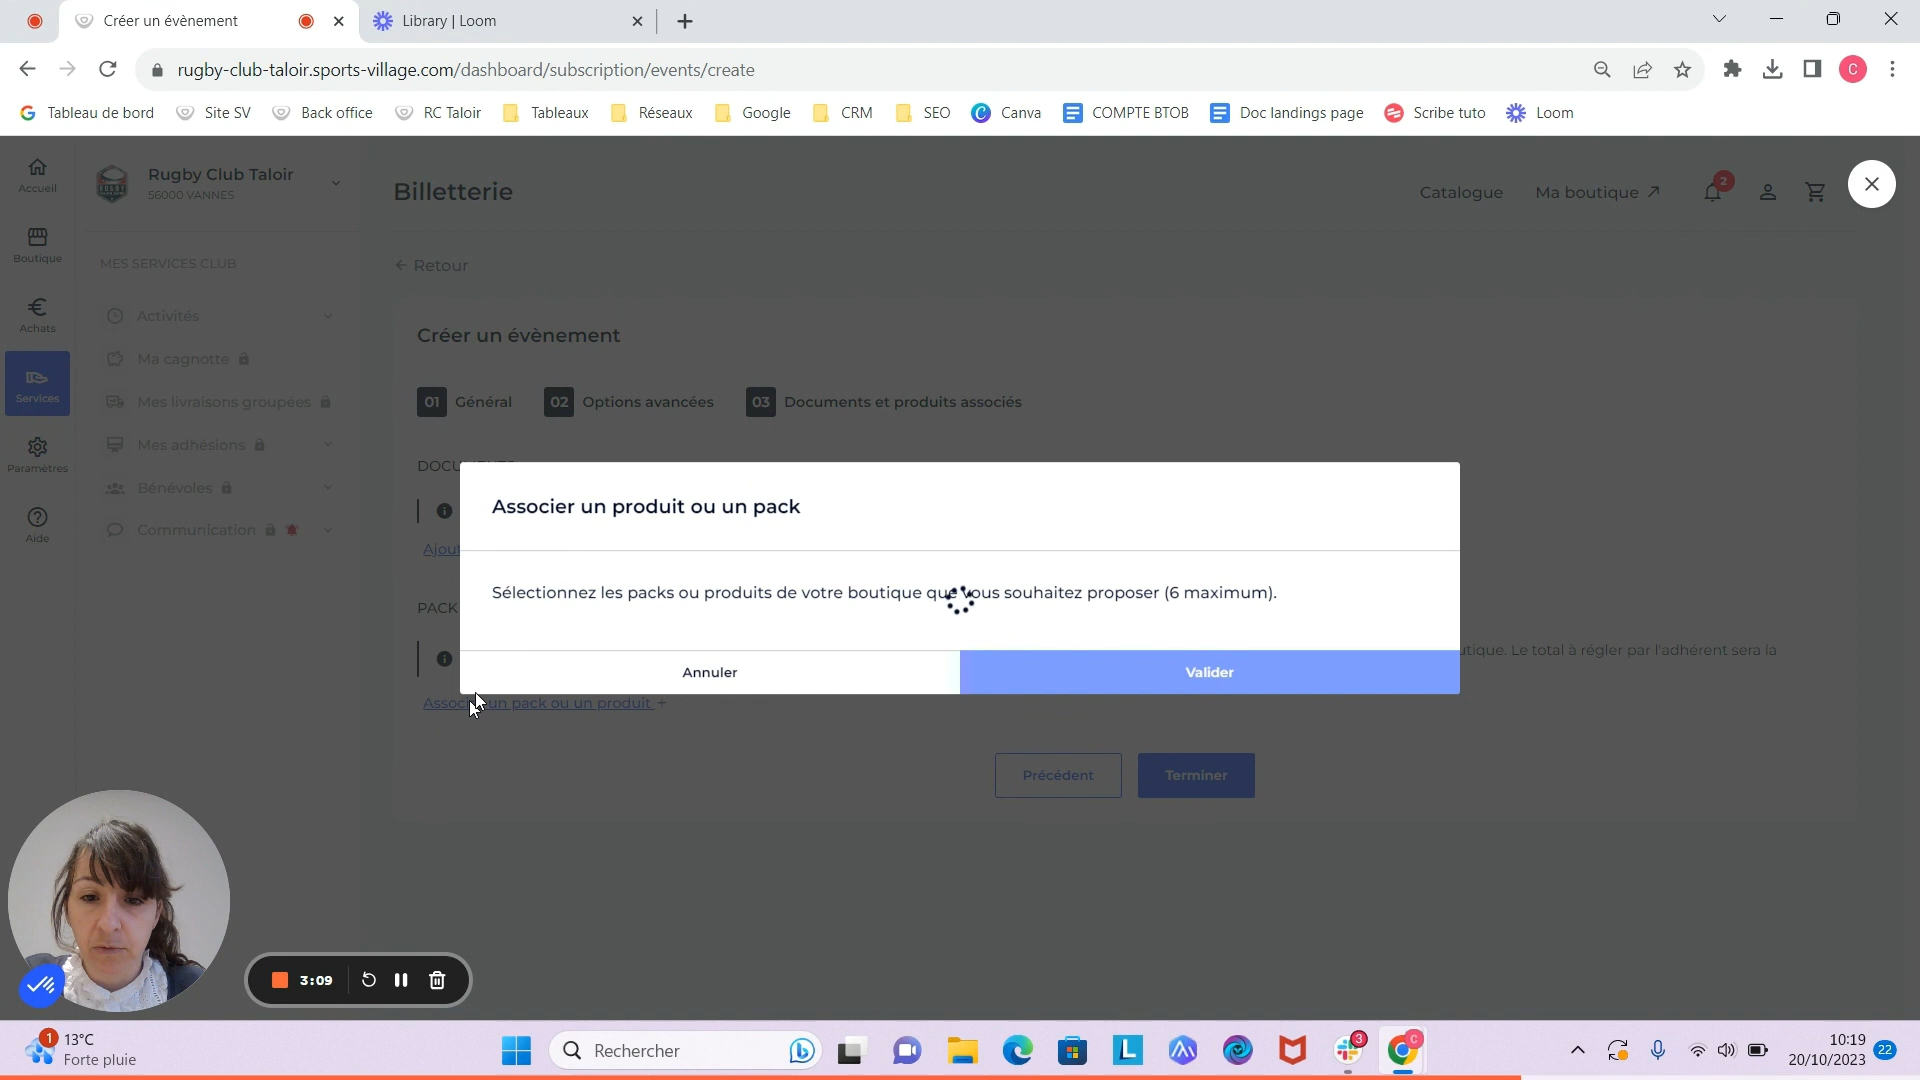 Créer un évènement
Library | Loom
rugby-club-taloir.sports-village.com/dashboard/subscription/events/create
C
Tableau de bord
Site SV
Back office
RC Taloir
Tableaux
Réseaux
Google
CRM
SEO
Canva
COMPTE BTOB
Doc landings page
Scribe tuto
Loom
Accueil
Boutique
Achats
Services
Paramètres
Aide
Rugby Club Taloir
56000 VANNES
MES SERVICES CLUB
Activités
Ma cagnotte
Mes livraisons groupées
Mes adhésions
Bénévoles
Communication
Billetterie
Catalogue
Ma boutique
2
Retour
Créer un évènement
01 Général
02 Options avancées
03 Documents et produits associés
Associer un produit ou un pack
Sélectionnez les packs ou produits de votre boutique que vous souhaitez proposer (6 maximum).
PACK
Annuler
Valider
utique. Le total à régler par l'adhérent sera la
un pack ou un produit +
Précédent
Terminer
3:09
1
13°C
Forte pluie
Rechercher
3
C
10:19
20/10/2023
22